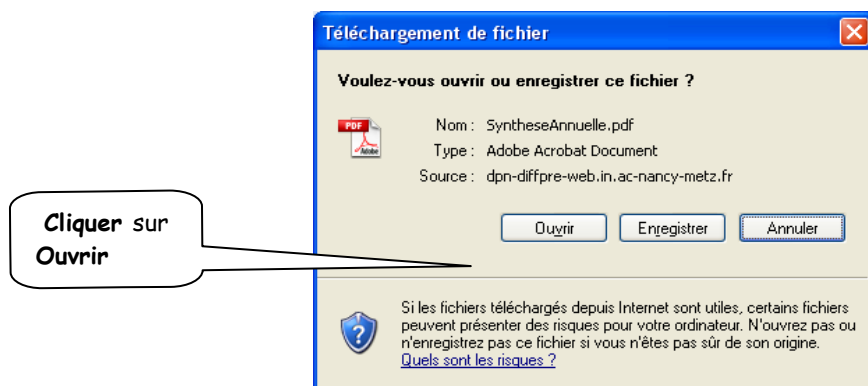 Téléchargement de fichier
Voulez-vous ouvrir ou enregistrer ce fichier ?
PDF
Adobe
Nom : SyntheseAnnuelle.pdf
Type : Adobe Acrobat Document
Source : dpn-diffpre-web.in.ac-nancy-metz.fr
Ouvrir Enregistrer Annuler
Cliquer sur
Ouvrir
Si les fichiers téléchargés depuis Internet sont utiles, certains fichiers
peuvent présenter des risques pour votre ordinateur. N'ouvrez pas ou
n'enregistrez pas ce fichier si vous n'êtes pas sûr de son origine.
Quels sont les risques ?